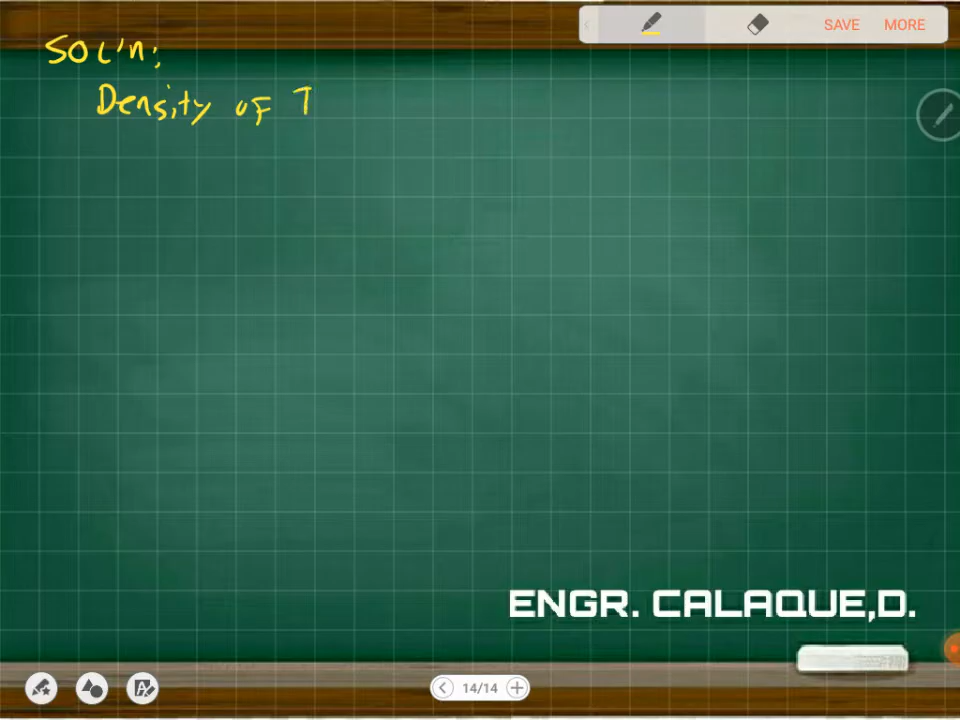 SAVE MORE
SOL'n:
Density of T
ENGR. CALAQUE,D.
14/14